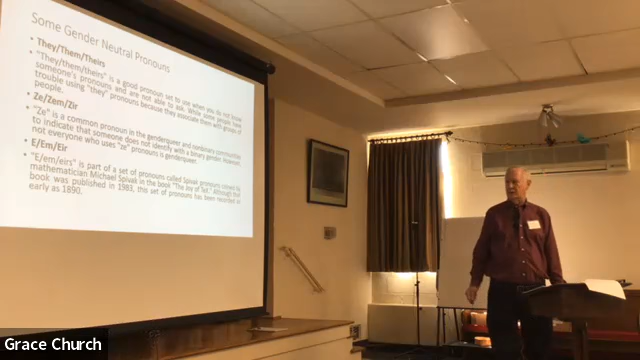 Some Gender Neutral Pronouns
• They/Them/Theirs
• "They/them/theirs" is a good pronoun set to use when you do not know
someone's pronouns and are not able to ask. While some people have
trouble using "they" pronouns because they associate them with groups of
people.
• Ze/Zem/Zir
• "Ze" is a common pronoun in the genderqueer and nonbinary communities
to indicate that someone does not identify with a binary gender. However,
not everyone who uses "ze" pronouns is genderqueer.
• E/Em/Eir
• "E/em/eirs" is part of a set of pronouns called Spivak pronouns
mathematician Michael Spivak in the book "The Joy of Although that
book was published in 1983, this set of pronouns has been recorded as
early as 1890.
Grace Church